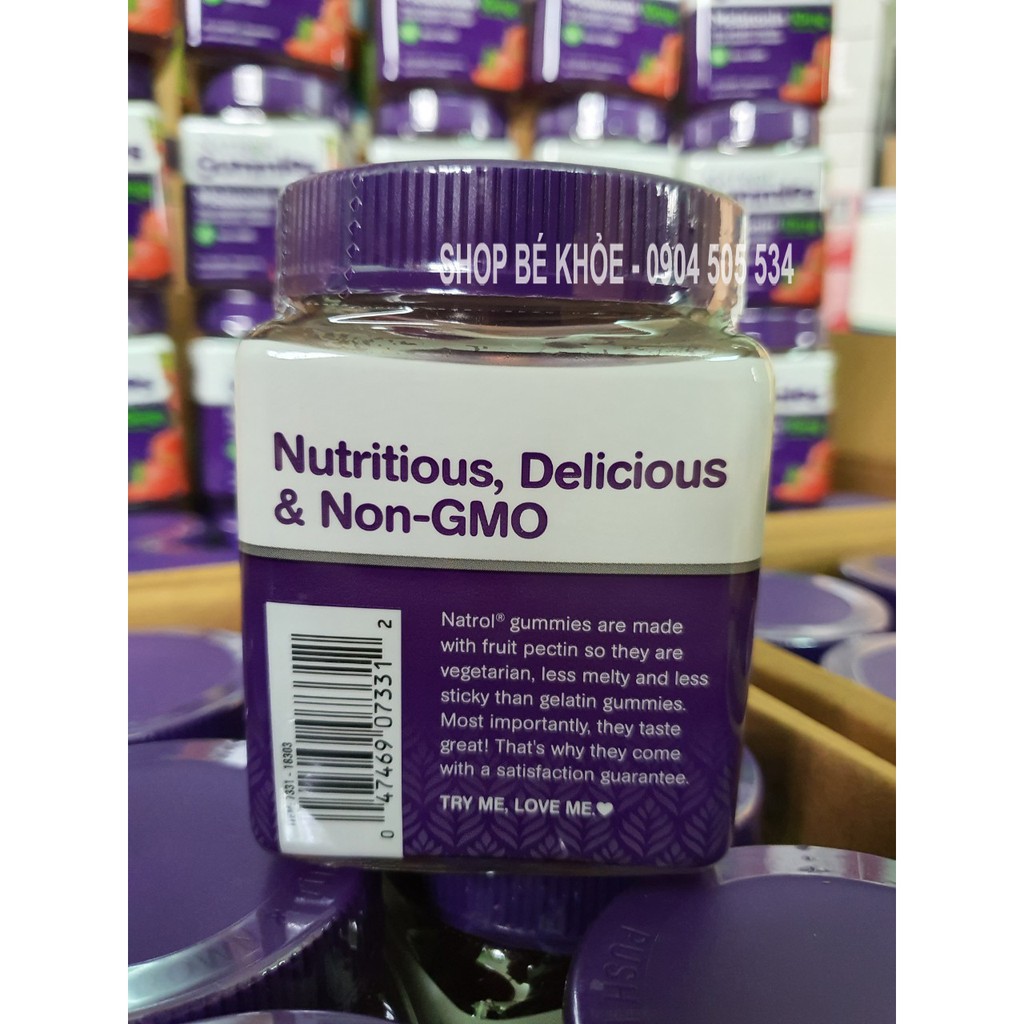 SHOP BÉ KHỎE - 0904 505 534
Nutritious, Delicious
& Non-GMO
Natrol® gummies are made
with fruit pectin so they are
vegetarian, less melty and less
sticky than gelatin gummies.
Most importantly, they taste
great! That's why they come
with a satisfaction guarantee.
TRY ME, LOVE ME.♥
0 47469 07331 2
PUSH